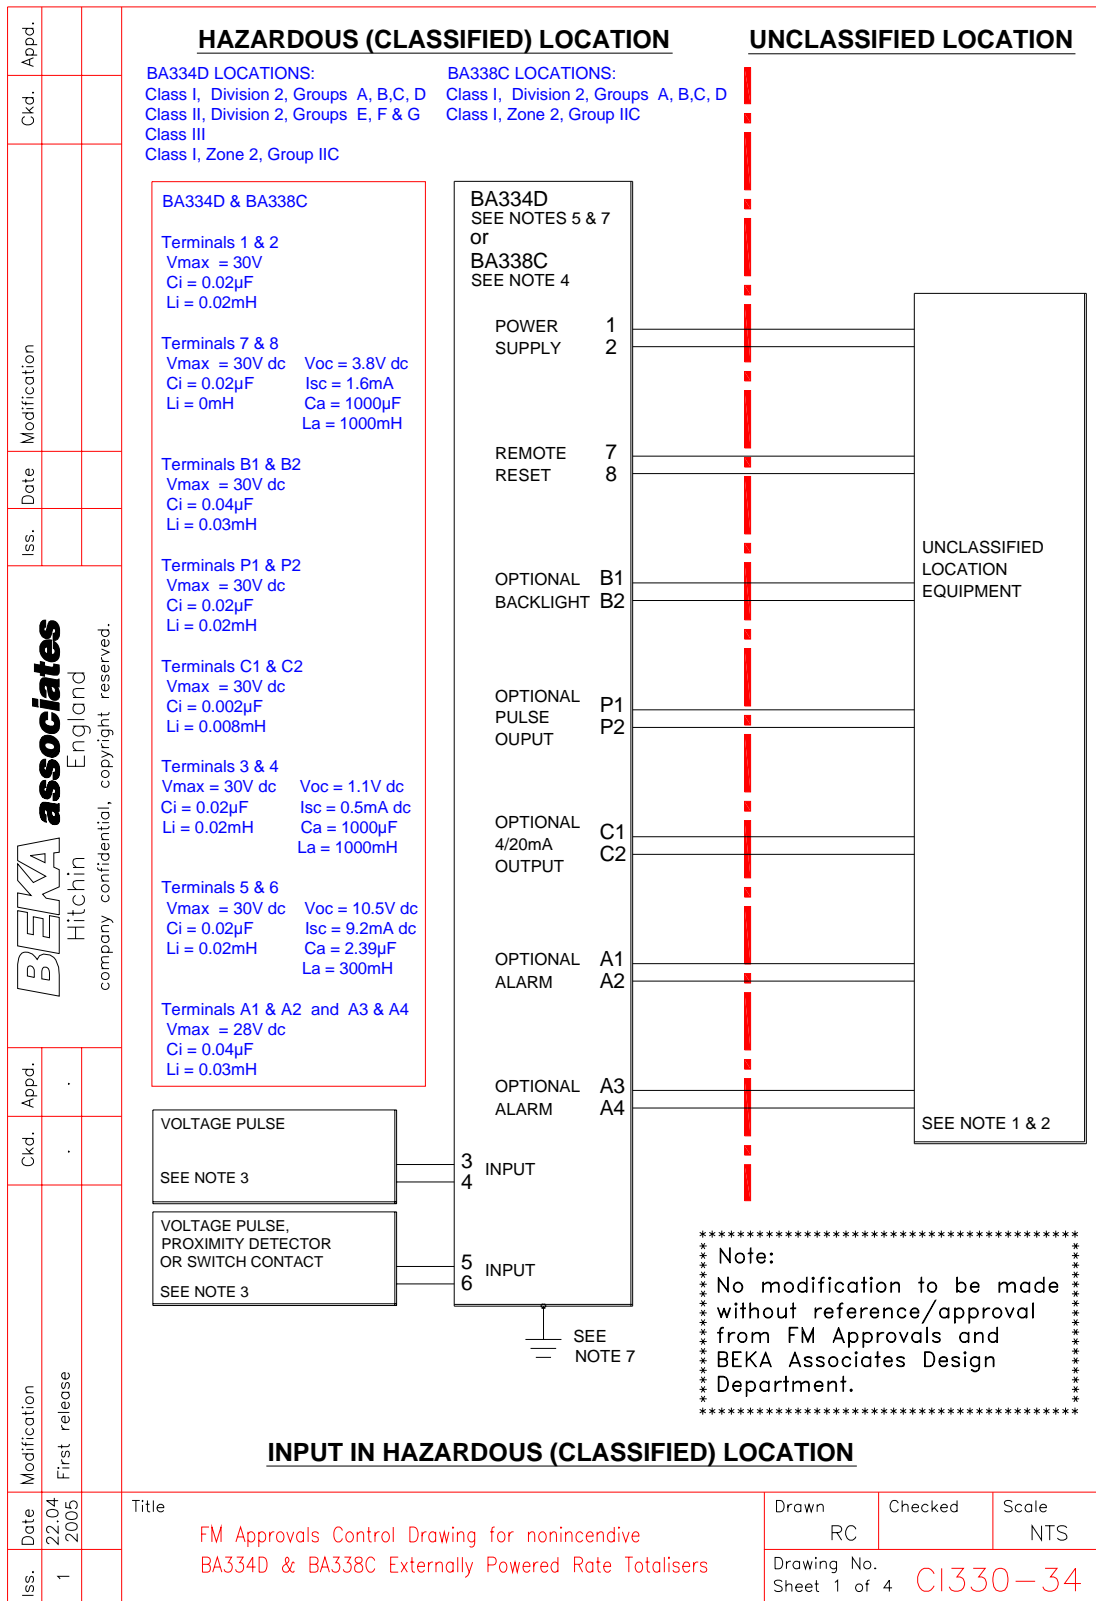 HAZARDOUS (CLASSIFIED) LOCATION
UNCLASSIFIED LOCATION
BA334D LOCATIONS:
Class I, Division 2, Groups A, B,C, D
Class II, Division 2, Groups E, F & G
Class III
Class I, Zone 2, Group IIC
BA338C LOCATIONS:
Class I, Division 2, Groups A, B,C, D
Class I, Zone 2, Group IIC
BA334D & BA338C
Terminals 1 & 2
Vmax = 30V
Ci = 0.02µF
Li = 0.02mH
Terminals 7 & 8
Vmax = 30V dc Voc = 3.8V dc
Ci = 0.02µF Isc = 1.6mA
Li = 0mH Ca = 1000µF
La = 1000mH
Terminals B1 & B2
Vmax = 30V dc
Ci = 0.04µF
Li = 0.03mH
Terminals P1 & P2
Vmax = 30V dc
Ci = 0.02µF
Li = 0.02mH
Terminals C1 & C2
Vmax = 30V dc
Ci = 0.002µF
Li = 0.008mH
Terminals 3 & 4
Vmax = 30V dc Voc = 1.1V dc
Ci = 0.02µF Isc = 0.5mA dc
Li = 0.02mH Ca = 1000µF
La = 1000mH
Terminals 5 & 6
Vmax = 30V dc Voc = 10.5V dc
Ci = 0.02µF Isc = 9.2mA dc
Li = 0.02mH Ca = 2.39µF
La = 300mH
Terminals A1 & A2 and A3 & A4
Vmax = 28V dc
Ci = 0.04µF
Li = 0.03mH
BA334D
SEE NOTES 5 & 7
or
BA338C
SEE NOTE 4
POWER 1
SUPPLY 2
REMOTE 7
RESET 8
OPTIONAL B1
BACKLIGHT B2
OPTIONAL P1
PULSE P2
OUPUT
OPTIONAL C1
4/20mA C2
OUTPUT
OPTIONAL A1
ALARM A2
OPTIONAL A3
ALARM A4
UNCLASSIFIED
LOCATION
EQUIPMENT
SEE NOTE 1 & 2
VOLTAGE PULSE
SEE NOTE 3
3
4
INPUT
VOLTAGE PULSE,
PROXIMITY DETECTOR
OR SWITCH CONTACT
SEE NOTE 3
5
6
INPUT
SEE
NOTE 7
Note:
No modification to be made
without reference/approval
from FM Approvals and
BEKA Associates Design
Department.
INPUT IN HAZARDOUS (CLASSIFIED) LOCATION
Title
FM Approvals Control Drawing for nonincendive
BA334D & BA338C Externally Powered Rate Totalisers
Drawn
RC
Checked
Scale
NTS
Drawing No.
Sheet 1 of 4
CI330-34
Iss. Date Modification Ckd. Appd.
1 22.04 2005 First release . .
BEKA associates
Hitchin England
company confidential, copyright reserved.
Iss. Date Modification Ckd. Appd.